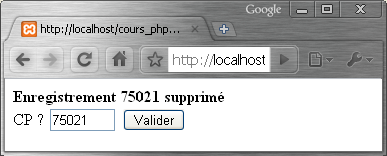 Google
http://localhost/cours_php...
http://localhost
Enregistrement 75021 supprimé
CP ? 75021 Valider